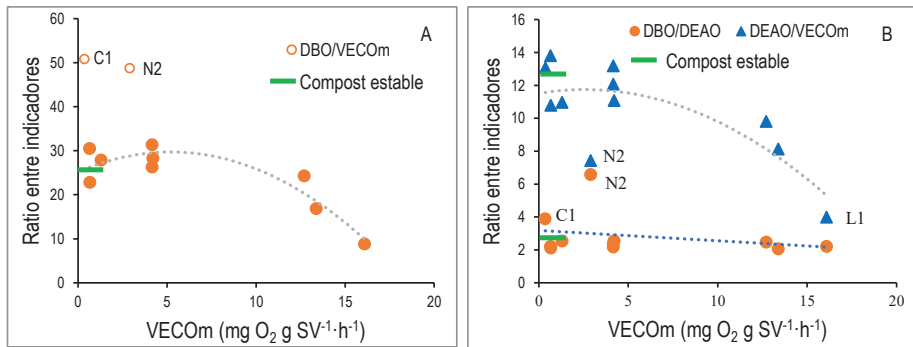 A
DBO/VECOm
Compost estable
C1
N2
60
50
40
30
20
10
0
0 5 10 15 20
Ratio entre indicadores
VECOm (mg O₂ g SV⁻¹·h⁻¹)
B
DBO/DEAO DEAO/VECOm
Compost estable
N2
N2
C1
L1
16
14
12
10
8
6
4
2
0
0 5 10 15 20
Ratio entre indicadores
VECOm (mg O₂ g SV⁻¹·h⁻¹)